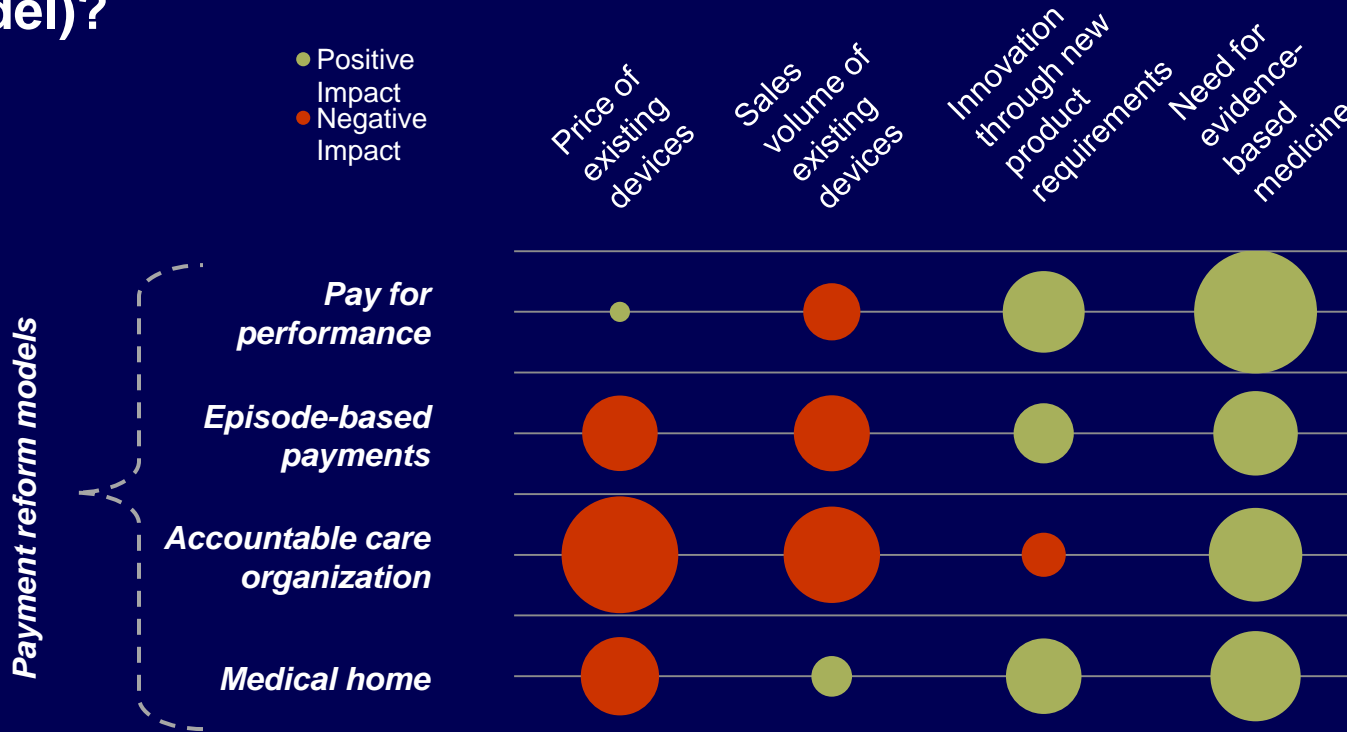 del)?
Positive
Impact
Negative
Impact
Price of
existing
devices
Sales
volume of
existing
devices
Innovation
through new
product
requirements
Need for
evidence-
based
medicine
Payment reform models
Pay for
performance
Episode-based
payments
Accountable care
organization
Medical home